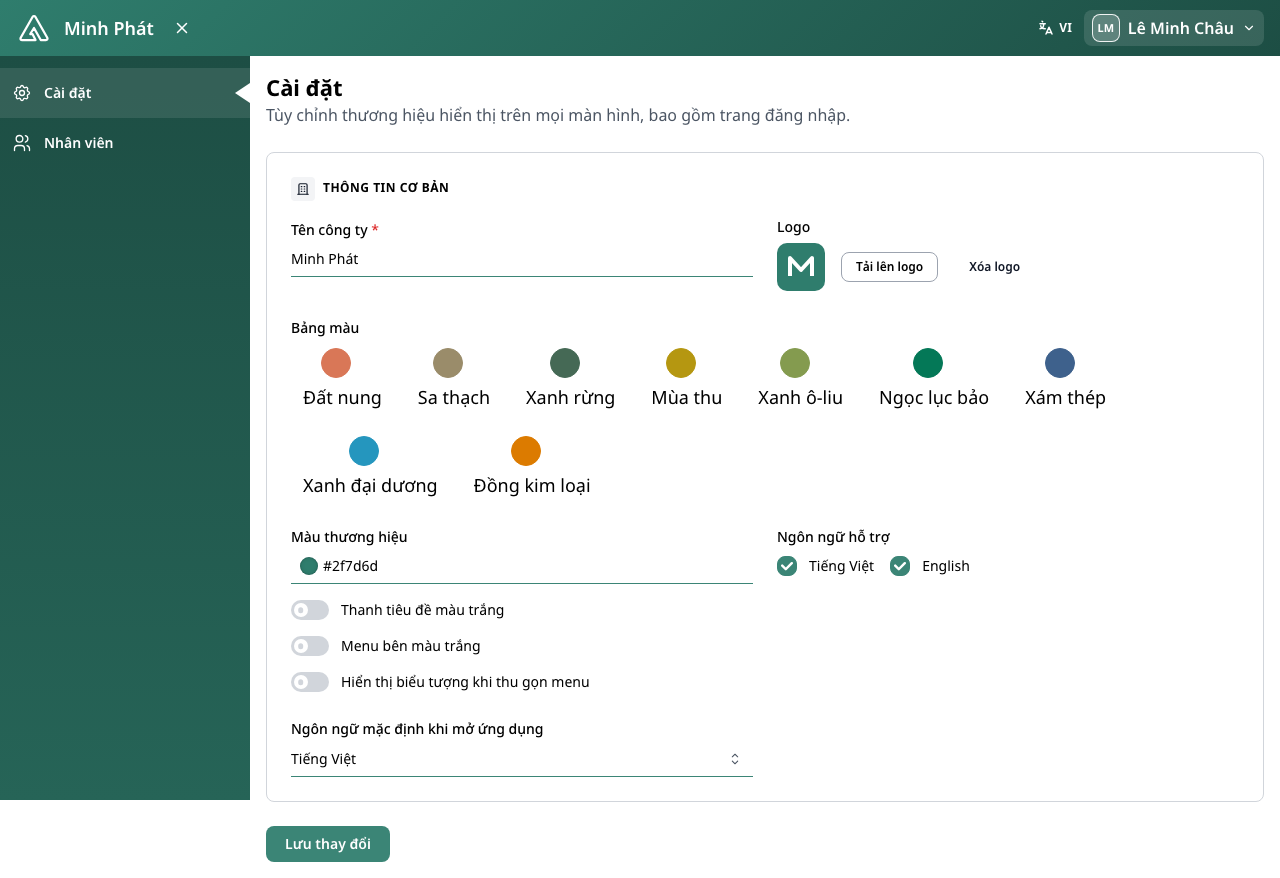 Minh Phát
VI
LM
Lê Minh Châu
Cài đặt
Nhân viên
Cài đặt
Tùy chỉnh thương hiệu hiển thị trên mọi màn hình, bao gồm trang đăng nhập.
THÔNG TIN CƠ BẢN
Tên công ty *
Minh Phát
Logo
M
Tải lên logo
Xóa logo
Bảng màu
Đất nung
Sa thạch
Xanh rừng
Mùa thu
Xanh ô-liu
Ngọc lục bảo
Xám thép
Xanh đại dương
Đồng kim loại
Màu thương hiệu
#2f7d6d
Ngôn ngữ hỗ trợ
Tiếng Việt
English
Thanh tiêu đề màu trắng
Menu bên màu trắng
Hiển thị biểu tượng khi thu gọn menu
Ngôn ngữ mặc định khi mở ứng dụng
Tiếng Việt
Lưu thay đổi